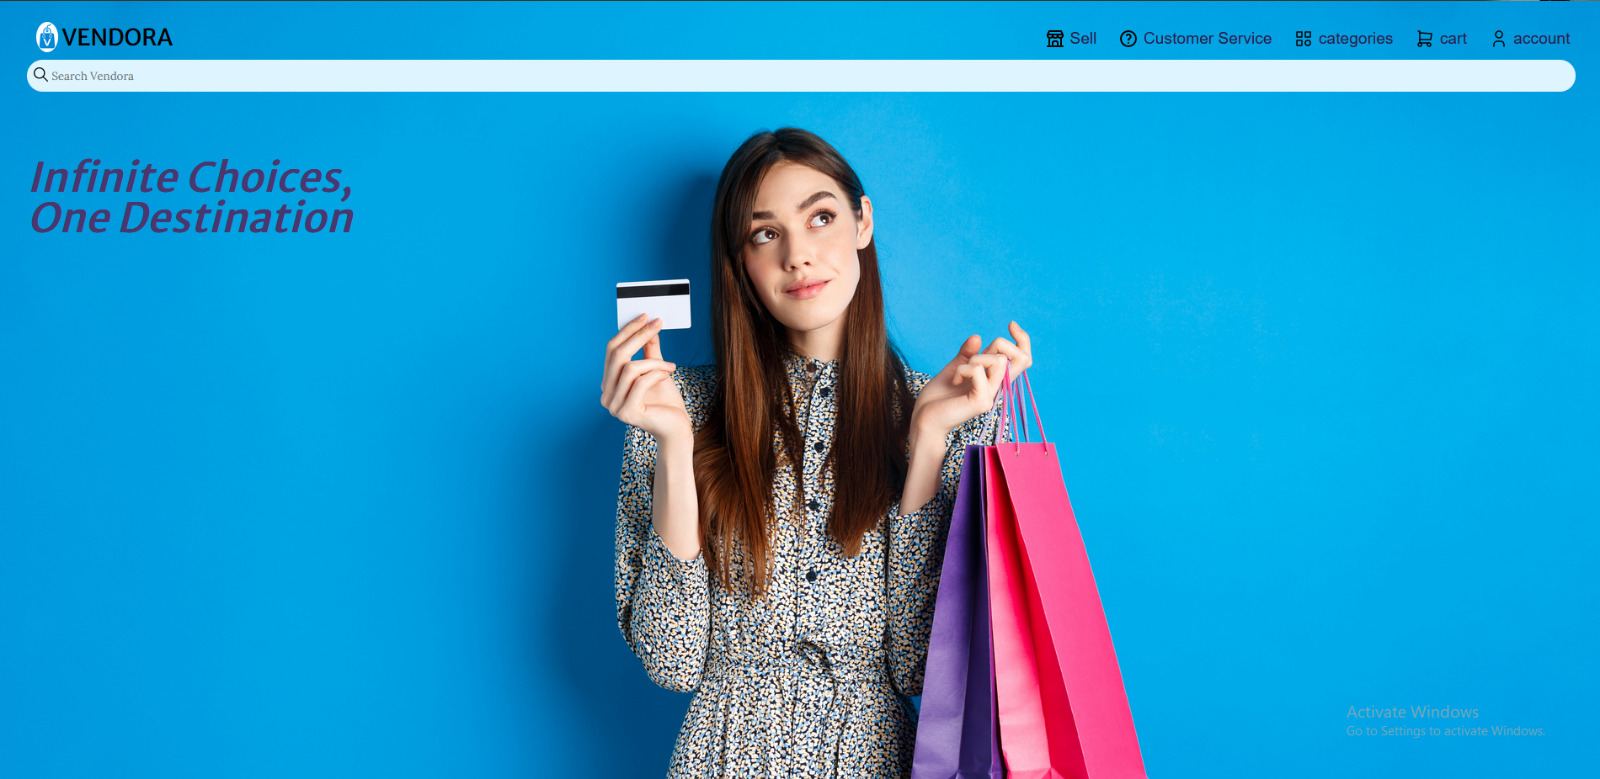 VENDORA
Sell
Customer Service
categories
cart
account
Search Vendora
Infinite Choices,
One Destination
Activate Windows
Go to Settings to activate Windows.